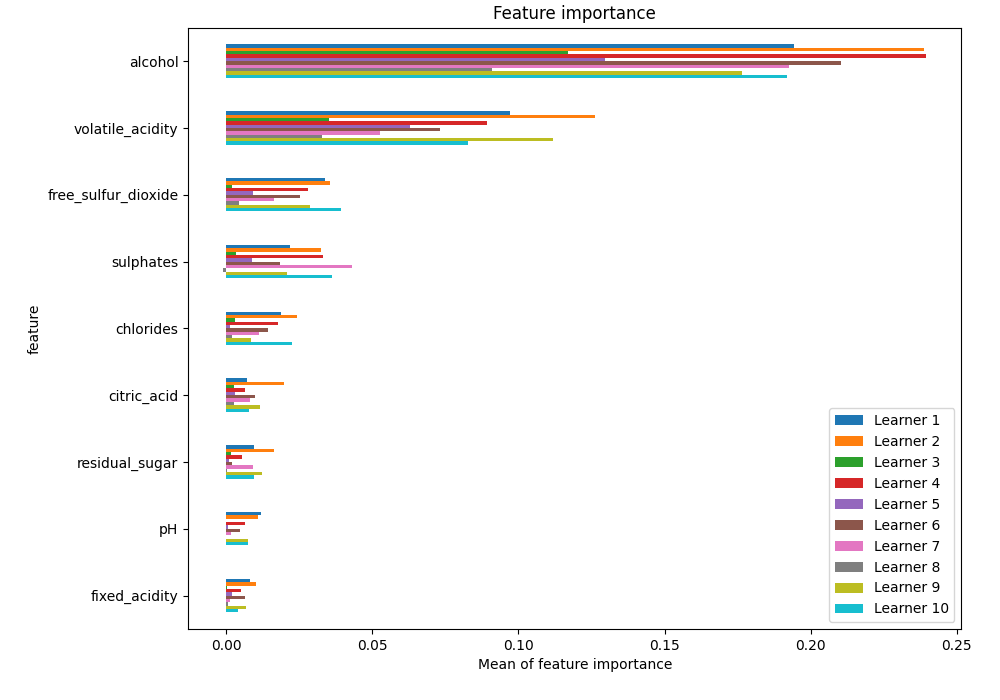 Feature importance
alcohol
volatile_acidity
free_sulfur_dioxide
sulphates
chlorides
citric_acid
residual_sugar
pH
fixed_acidity
feature
Learner 1
Learner 2
Learner 3
Learner 4
Learner 5
Learner 6
Learner 7
Learner 8
Learner 9
Learner 10
0.00 0.05 0.10 0.15 0.20 0.25
Mean of feature importance